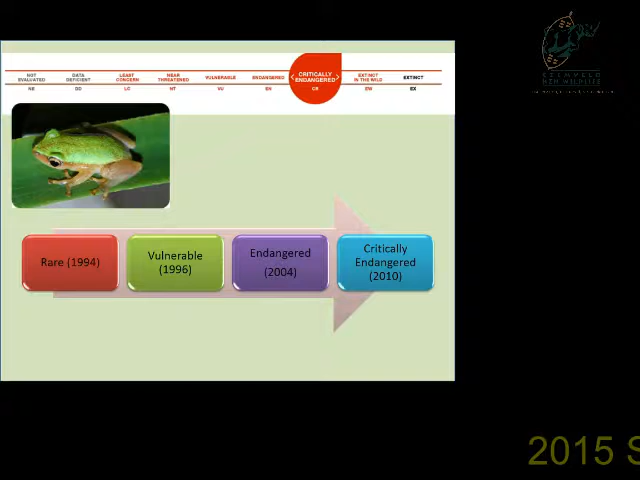 NOT EVALUATED
DATA DEFICIENT
LEAST CONCERN
NEAR THREATENED
VULNERABLE
ENDANGERED
CRITICALLY ENDANGERED
EXTINCT IN THE WILD
EXTINCT
NE
DD
LC
NT
VU
EN
CR
EW
EX
Rare (1994)
Vulnerable
(1996)
Endangered
(2004)
Critically
Endangered
(2010)
2015 S